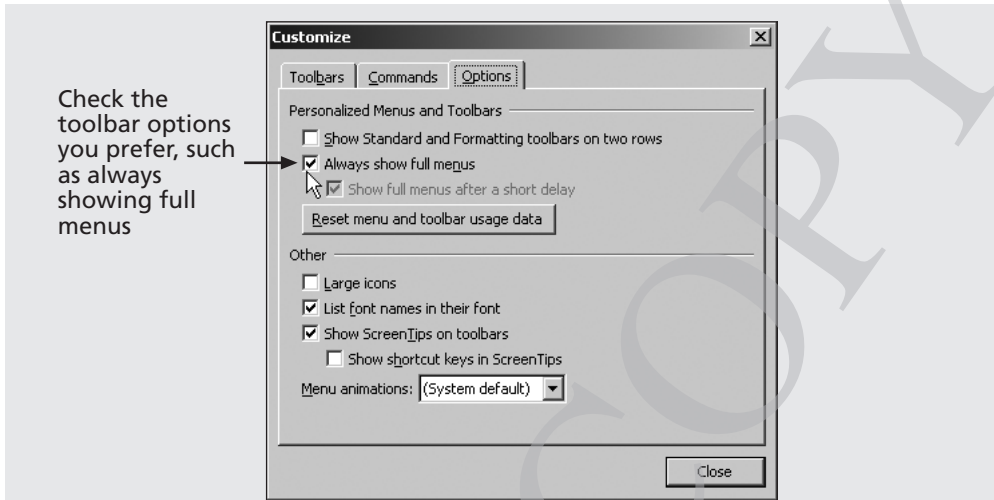 Check the
toolbar options
you prefer, such
as always
showing full
menus
Customize
Toolbars Commands Options
Personalized Menus and Toolbars
Show Standard and Formatting toolbars on two rows
Always show full menus
Show full menus after a short delay
Reset menu and toolbar usage data
Other
Large icons
List font names in their font
Show ScreenTips on toolbars
Show shortcut keys in ScreenTips
Menu animations: (System default)
Close
COPY